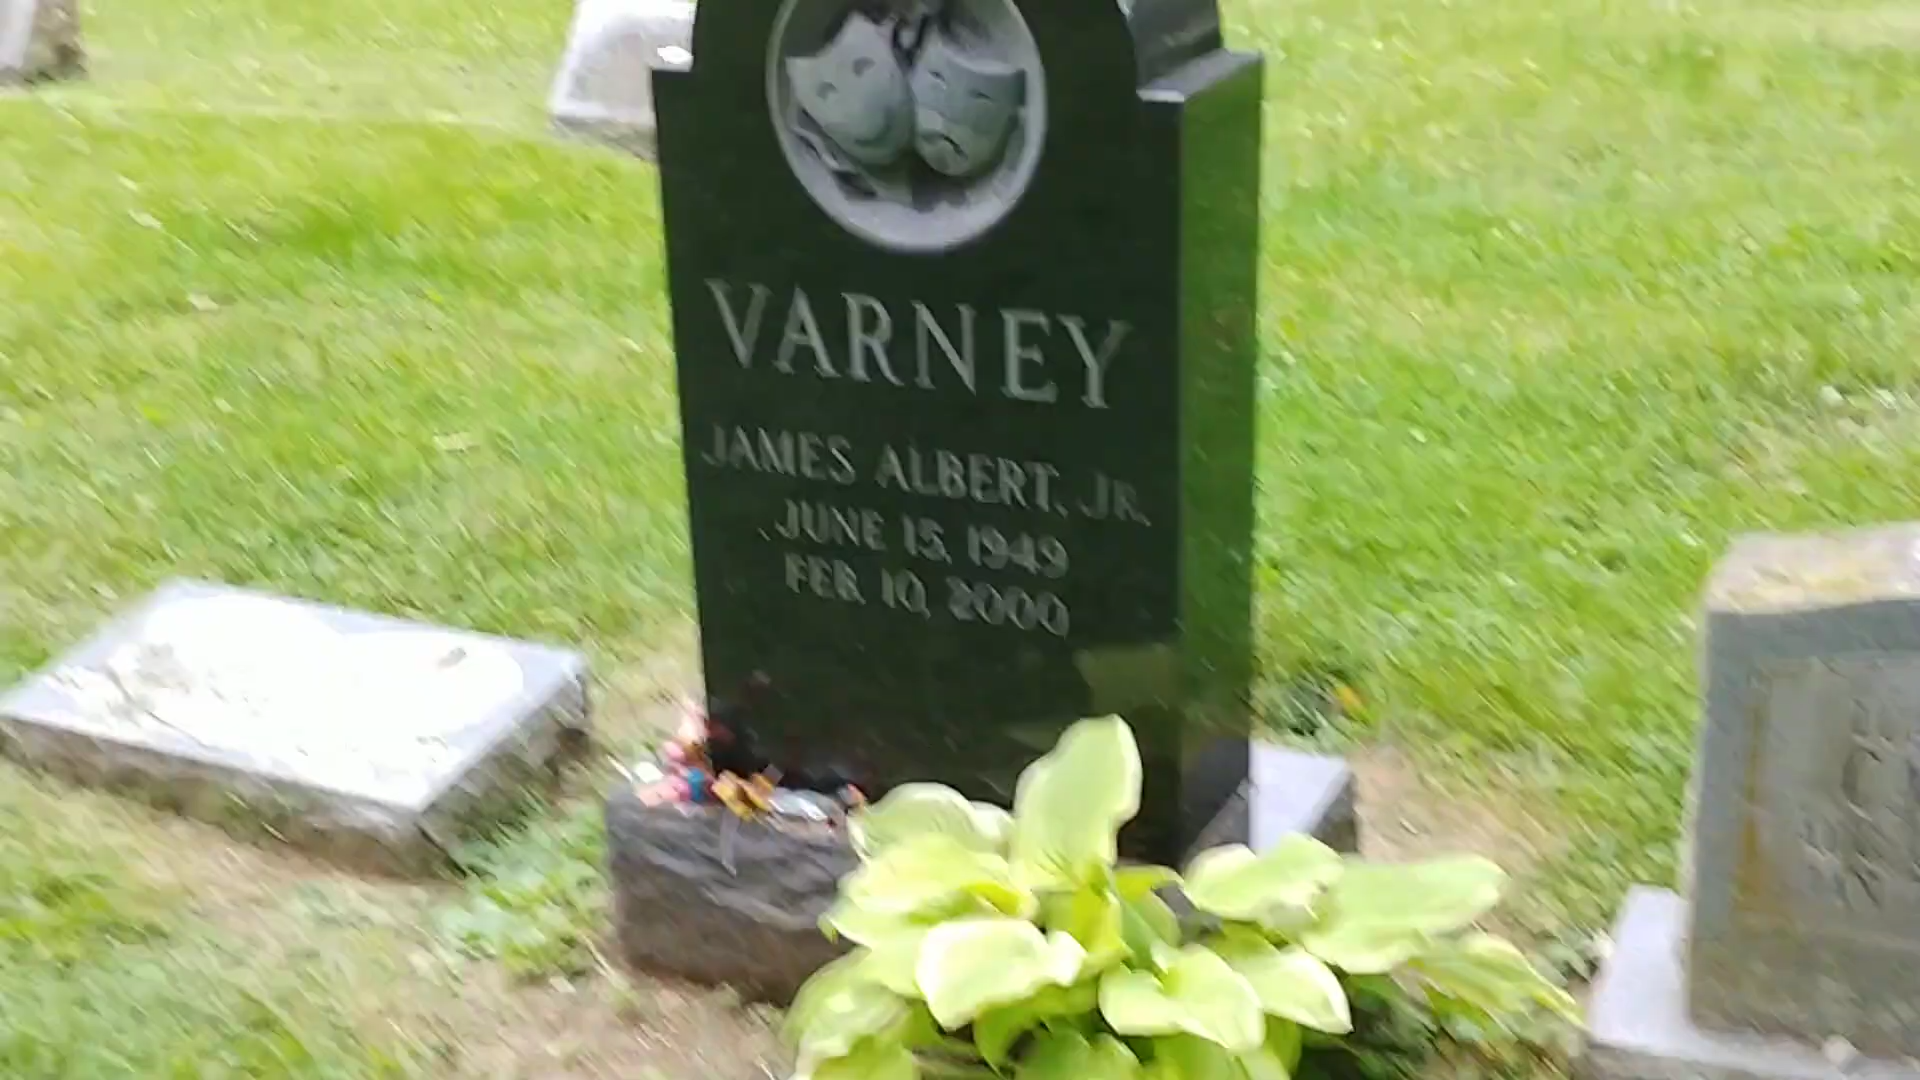 VARNEY
JAMES ALBERT, JR.
JUNE 15, 1949
FEB. 10, 2000